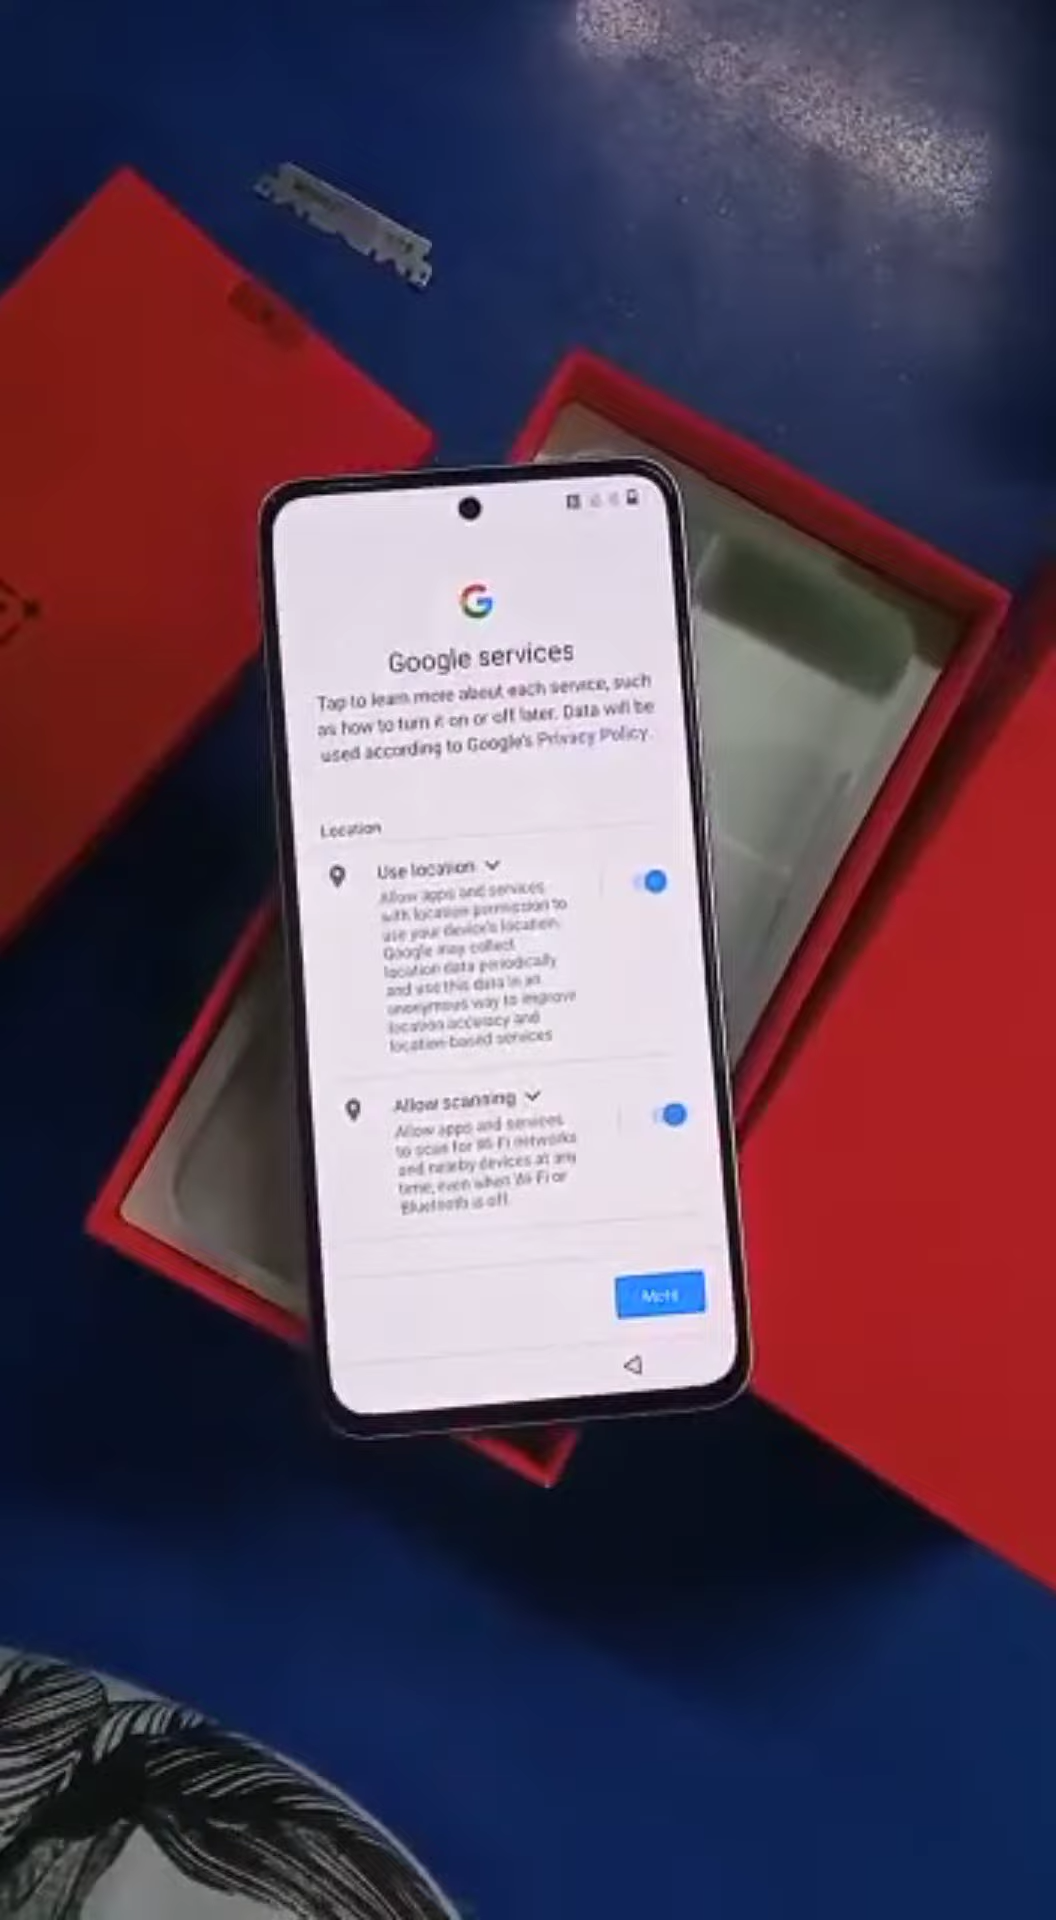 Google services
Tap to learn more about each service, such
as how to turn it on or off later. Data will be
used according to Google's Privacy Policy.
Location
Use location
Allow apps and services
with location permission to
use your device's location.
Google may collect
location data periodically
and use this data in an
anonymous way to improve
location accuracy and
location-based services
Allow scanning
Allow apps and services
to scan for Wi-Fi networks
and nearby devices at any
time, even when Wi-Fi or
Bluetooth is off.
More